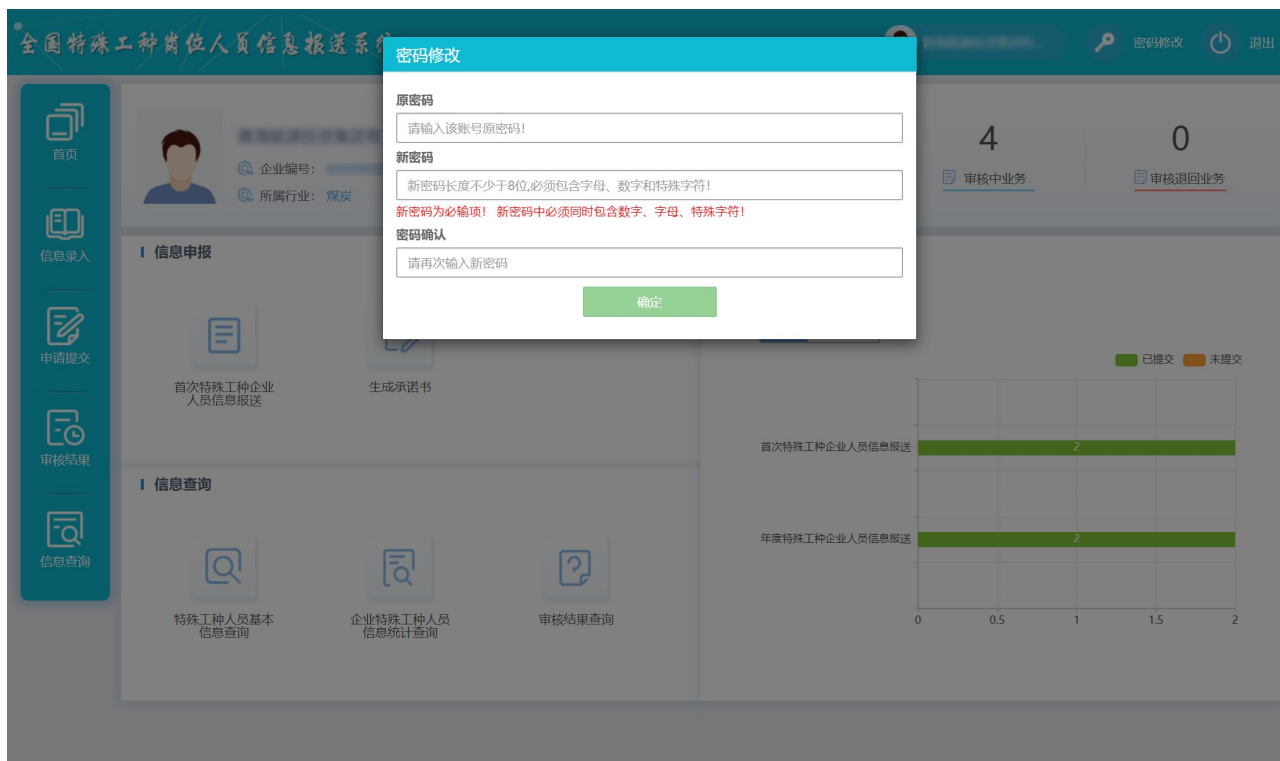 全国特殊工种岗位人员信息报送系统
密码修改
退出
密码修改
原密码
请输入该账号原密码!
新密码
新密码长度不少于8位,必须包含字母、数字和特殊字符!
新密码为必输项! 新密码中必须同时包含数字、字母、特殊字符!
密码确认
请再次输入新密码
确定
首页
信息录入
申请提交
审核结果
信息查询
企业编号:
所属行业: 煤炭
4
审核中业务
0
审核退回业务
信息申报
首次特殊工种企业
人员信息报送
生成承诺书
信息查询
特殊工种人员基本
信息查询
企业特殊工种人员
信息统计查询
审核结果查询
已提交
未提交
首次特殊工种企业人员信息报送
2
年度特殊工种企业人员信息报送
2
0 0.5 1 1.5 2